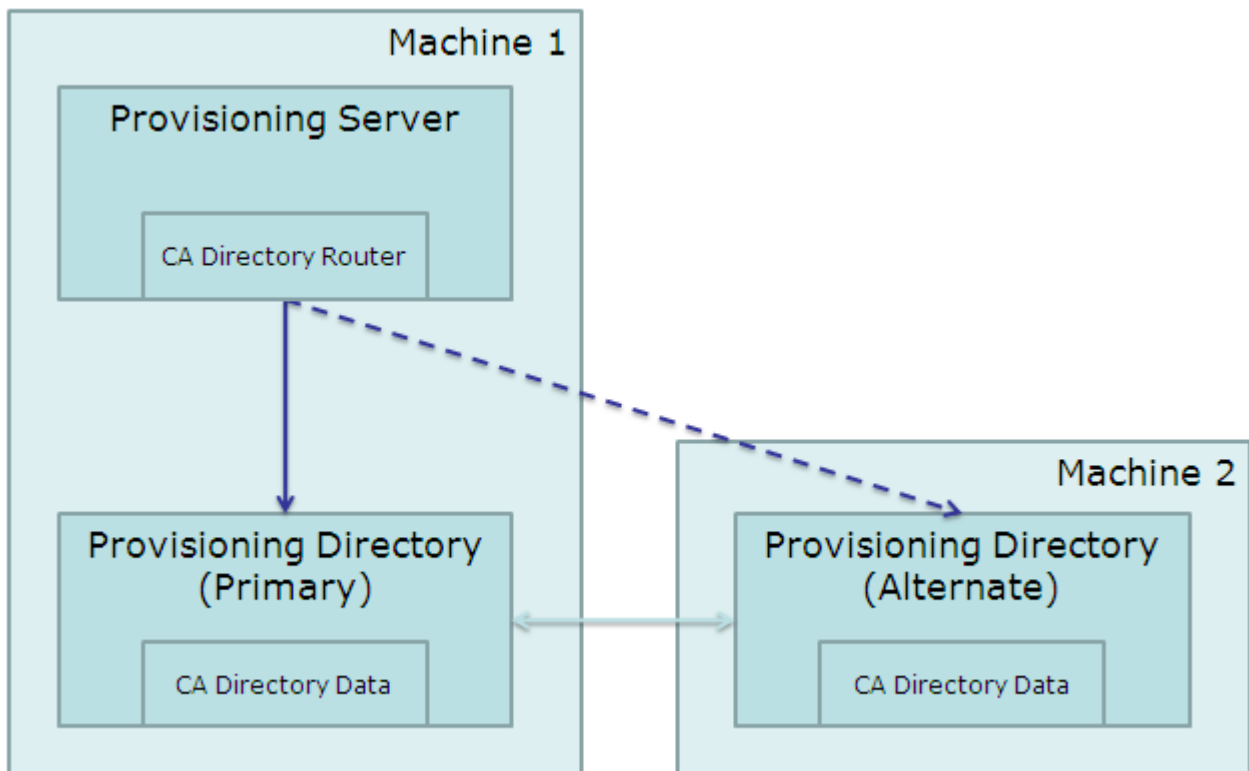 Machine 1
Provisioning Server
CA Directory Router
Machine 2
Provisioning Directory
(Primary)
CA Directory Data
Provisioning Directory
(Alternate)
CA Directory Data